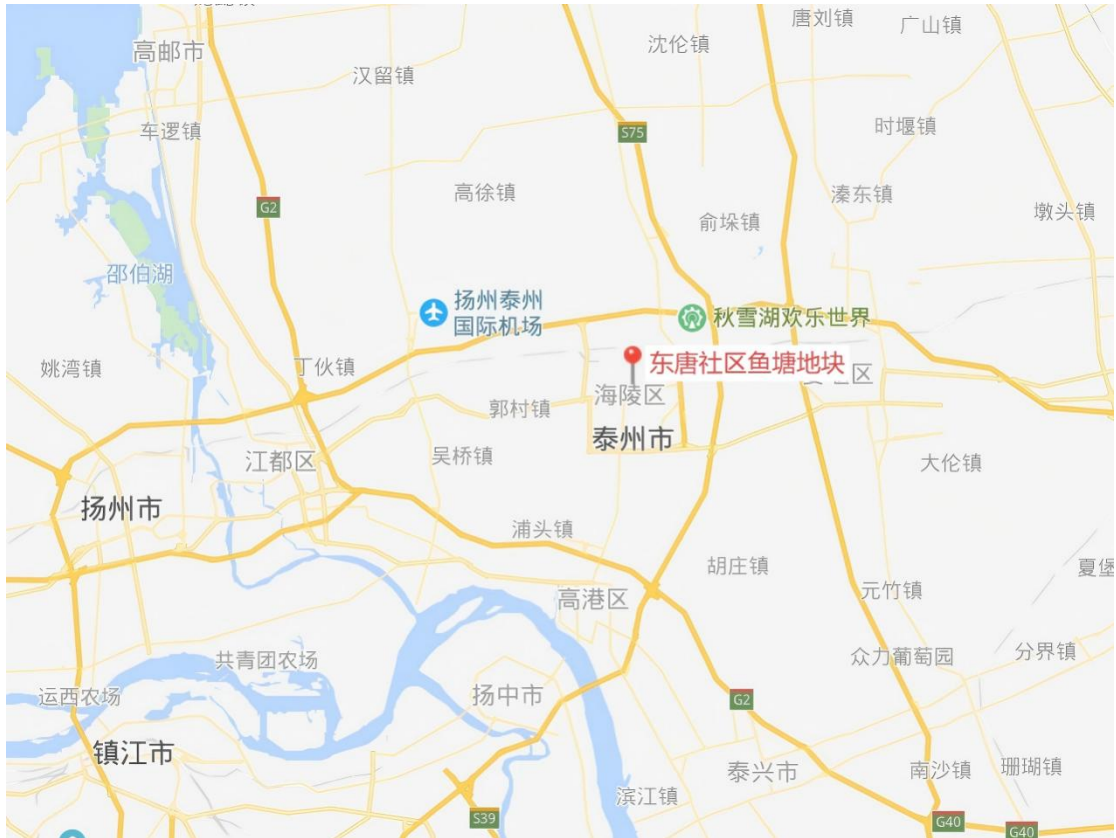 唐刘镇
广山镇
沈伦镇
高邮市
汉留镇
车逻镇
S75
时堰镇
高徐镇
溱东镇
G2
俞垛镇
墩头镇
邵伯湖
扬州泰州
国际机场
秋雪湖欢乐世界
姚湾镇
丁伙镇
东唐社区鱼塘地块
区
海陵区
郭村镇
泰州市
江都区
吴桥镇
大伦镇
扬州市
浦头镇
胡庄镇
夏堡
高港区
元竹镇
共青团农场
众力葡萄园
分界镇
运西农场
扬中市
G2
镇江市
泰兴市
南沙镇
珊瑚镇
滨江镇
S39
G40
G40